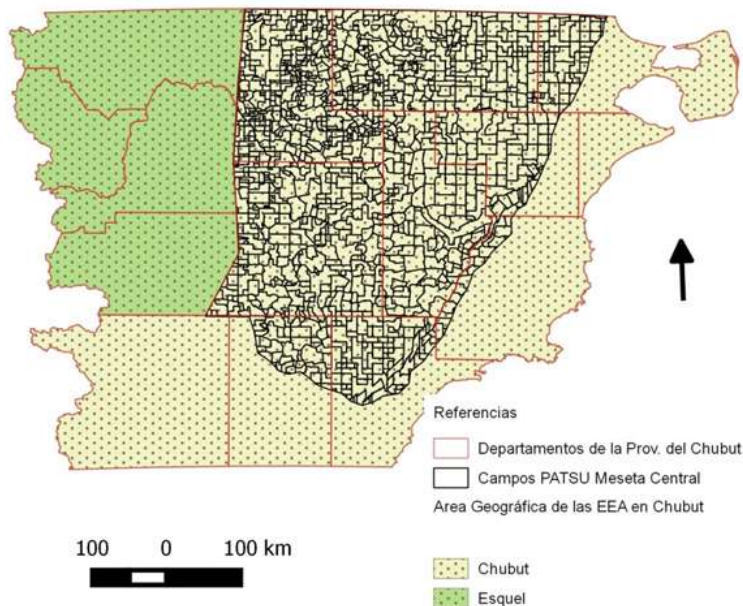 Referencias
Departamentos de la Prov. del Chubut
Campos PATSU Meseta Central
Area Geográfica de las EEA en Chubut
100 0 100 km
Chubut
Esquel